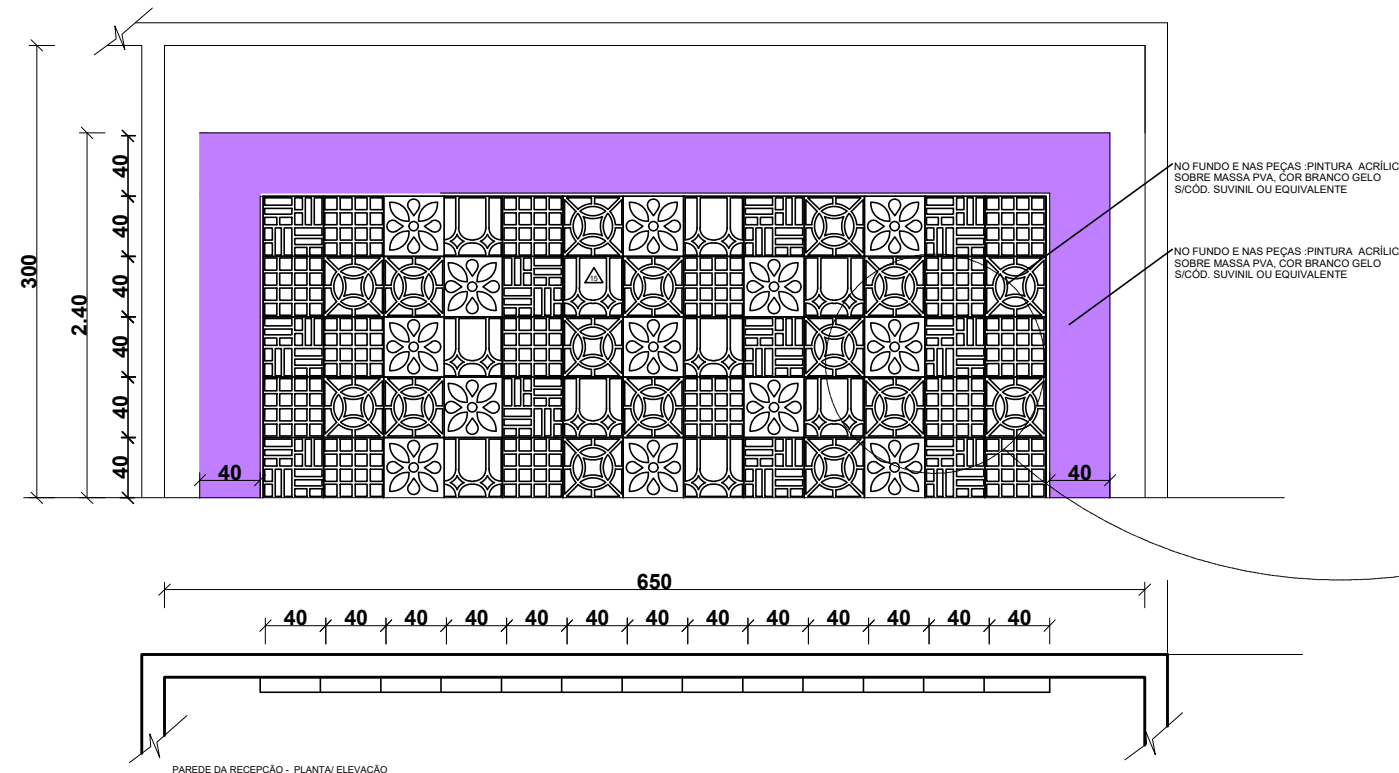 300
2.40
40
40
40
40
40
40
40
40
NO FUNDO E NAS PEÇAS :PINTURA ACRÍLIC
SOBRE MASSA PVA, COR BRANCO GELO
S/CÓD. SUVINIL OU EQUIVALENTE
NO FUNDO E NAS PEÇAS :PINTURA ACRÍLIC
SOBRE MASSA PVA, COR BRANCO GELO
S/CÓD. SUVINIL OU EQUIVALENTE
650
40 40 40 40 40 40 40 40 40 40 40 40 40
PAREDE DA RECEPCÃO - PLANTA/ ELEVACÃO